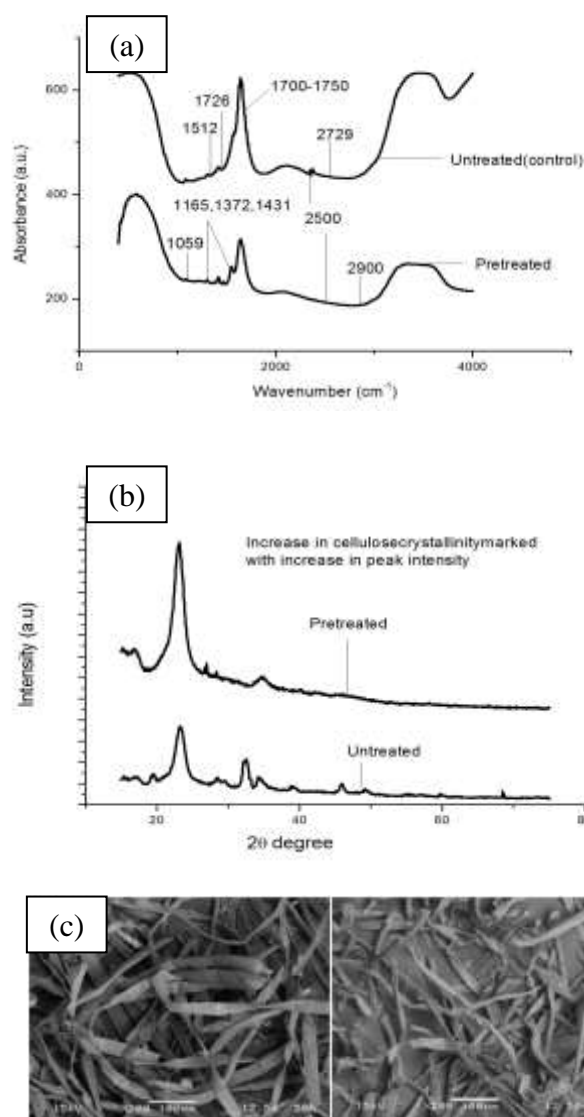 (a)
600
400
200
Absorbance (a.u.)
1700-1750
1726
1512
2729
Untreated(control)
1165,1372,1431
2500
1059
2900
Pretreated
0
2000
4000
Wavenumber (cm⁻¹)
(b)
Increase in cellulosecrystallinitymarked
with increase in peak intensity
Pretreated
Untreated
Intensity (a.u)
20
40
60
2θ degree
(c)
15kV
15kV